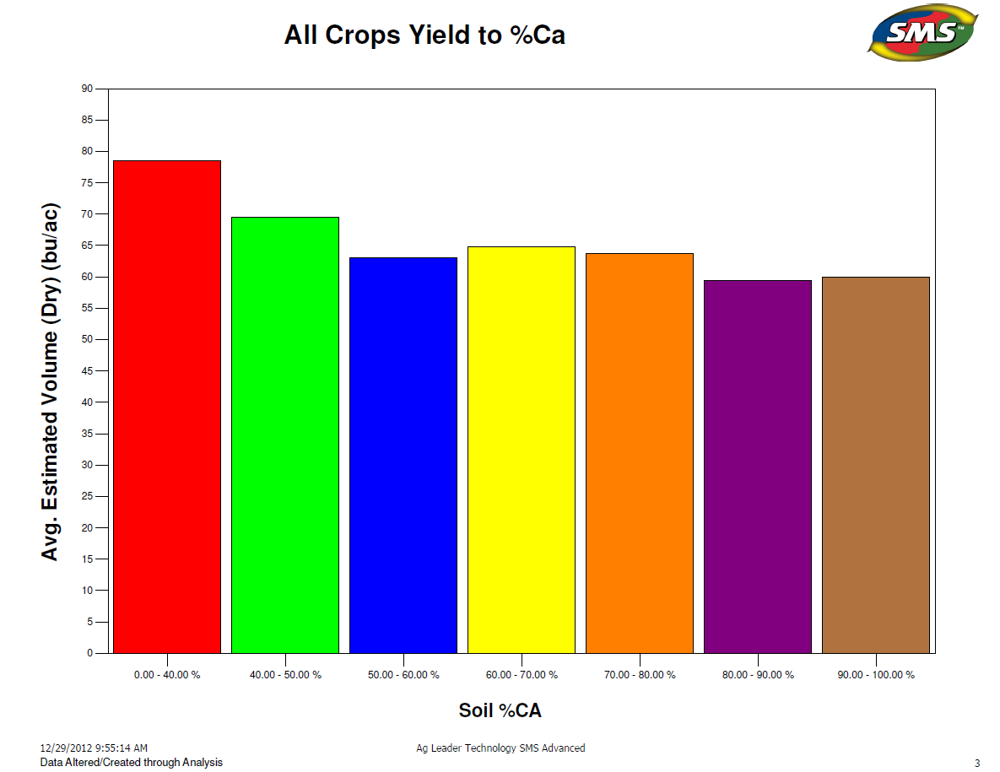 All Crops Yield to %Ca
SMS™
Avg. Estimated Volume (Dry) (bu/ac)
90
85
80
75
70
65
60
55
50
45
40
35
30
25
20
15
10
5
0
0.00 - 40.00 %
40.00 - 50.00 %
50.00 - 60.00 %
60.00 - 70.00 %
70.00 - 80.00 %
80.00 - 90.00 %
90.00 - 100.00 %
Soil %CA
12/29/2012 9:55:14 AM
Ag Leader Technology SMS Advanced
Data Altered/Created through Analysis
3